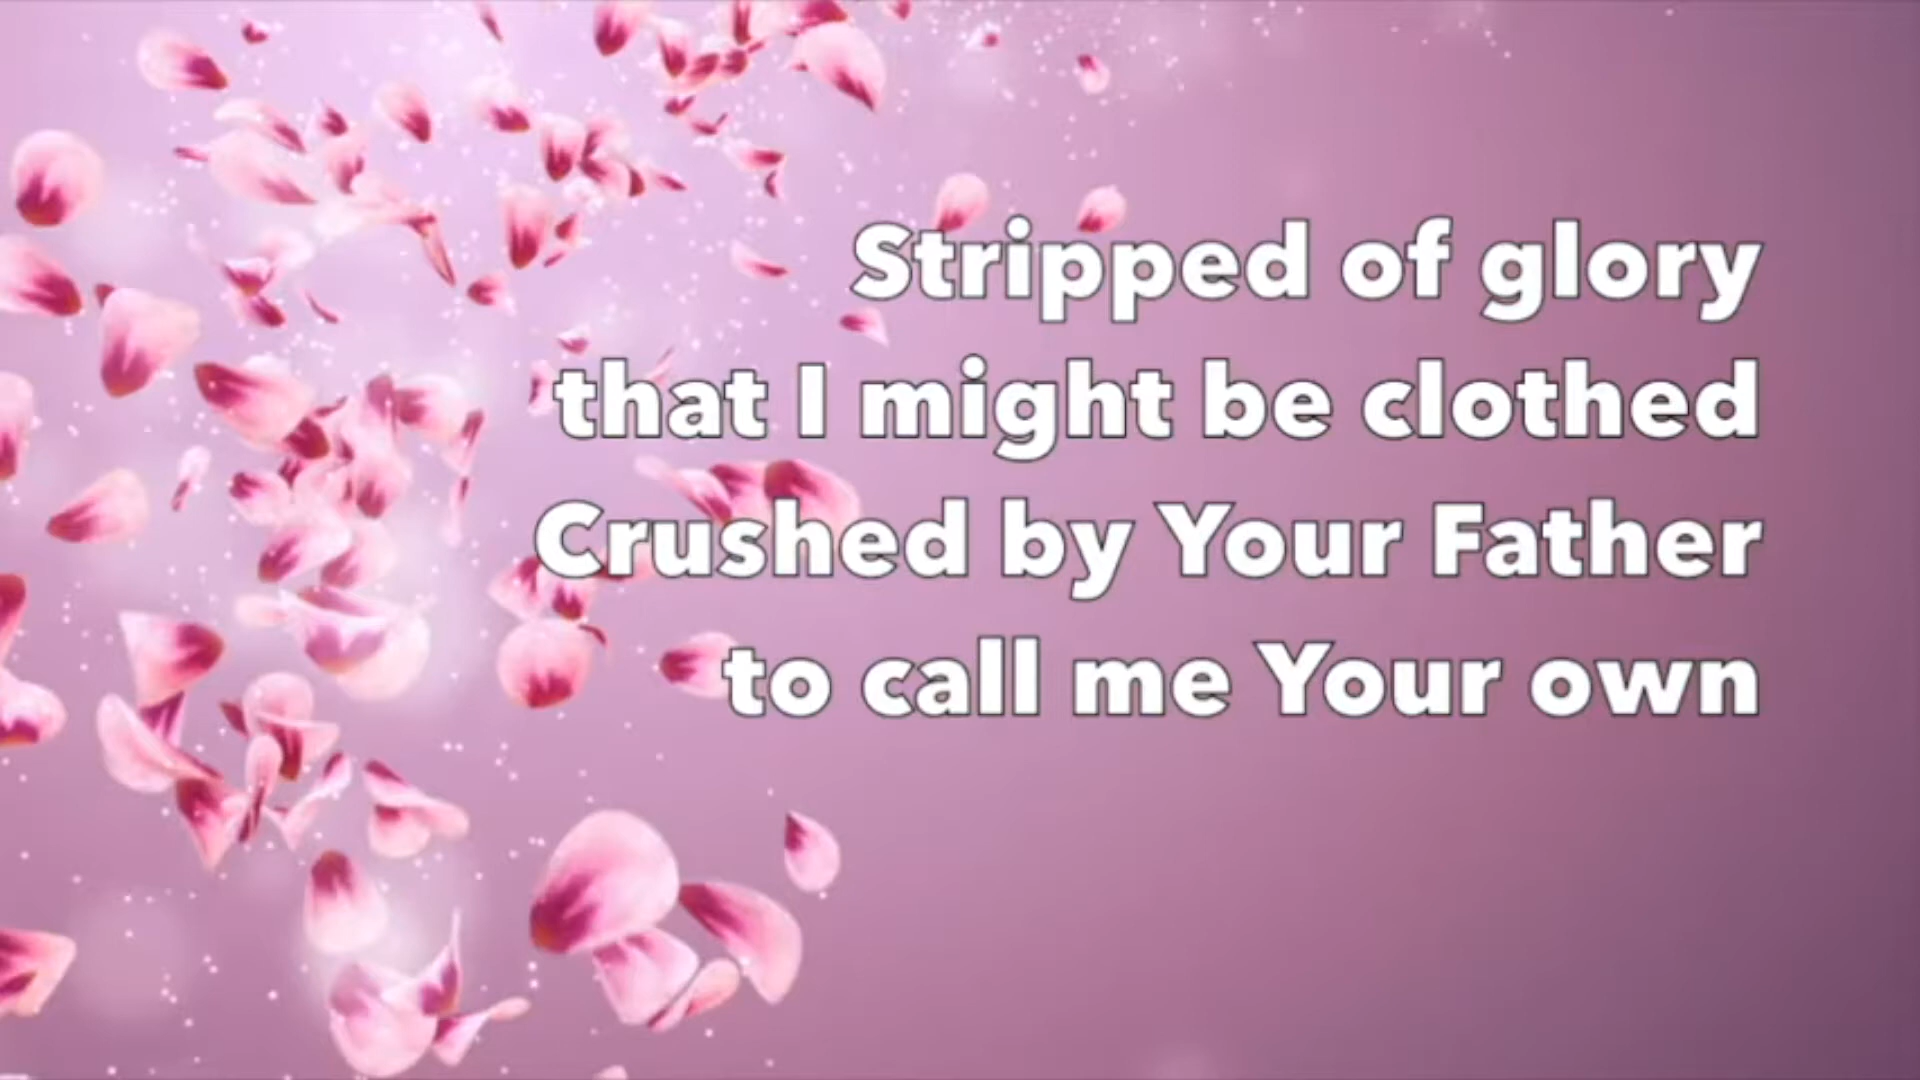 Stripped of glory
that I might be clothed
Crushed by Your Father
to call me Your own